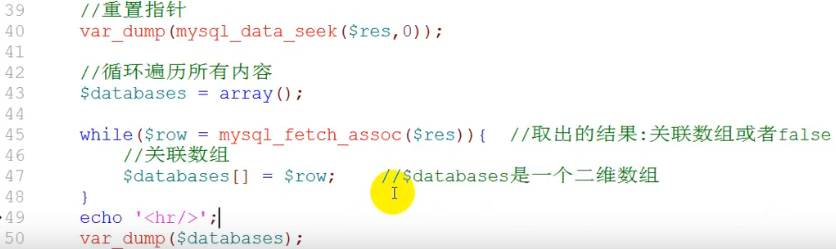 39 //重置指针
40 var_dump(mysql_data_seek($res,0));
41
42 //循环遍历所有内容
43 $databases = array();
44
45 while($row = mysql_fetch_assoc($res)){ //取出的结果:关联数组或者false
46 //关联数组
47 $databases[] = $row; //$databases是一个二维数组
48 }
49 echo '<hr/>';
50 var_dump($databases);